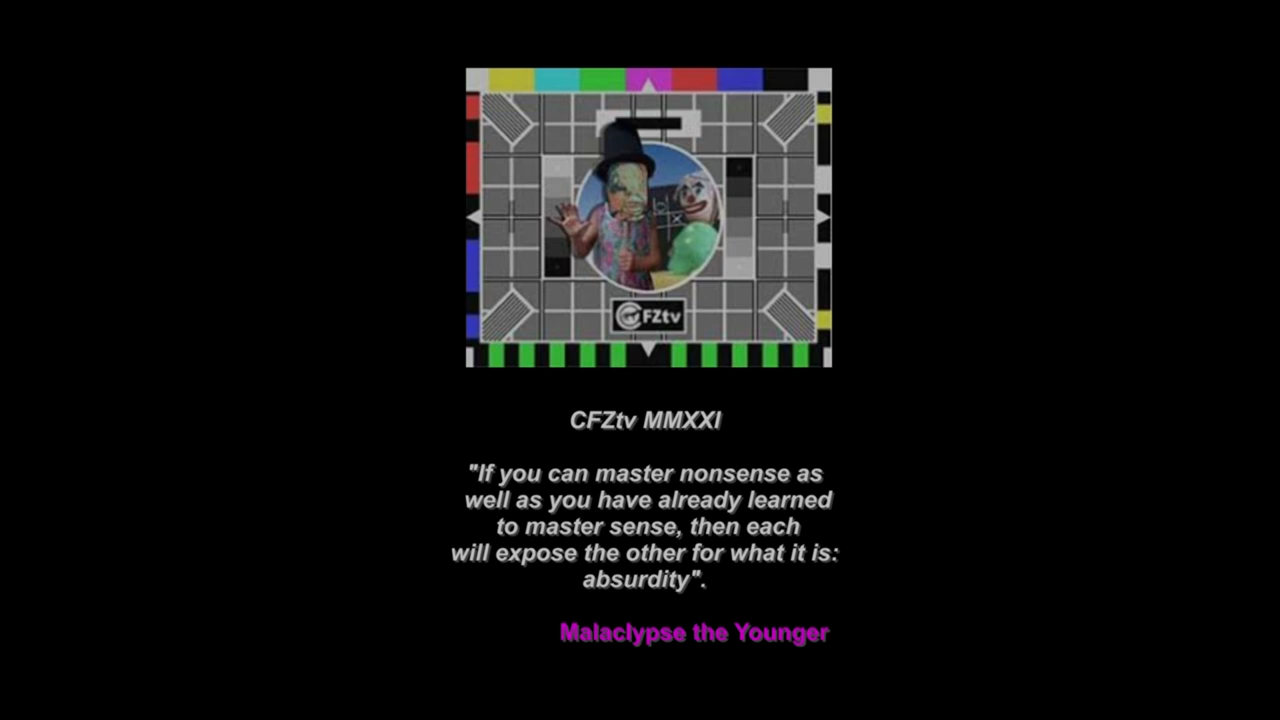 CFZtv
CFZtv MMXXI
"If you can master nonsense as
well as you have already learned
to master sense, then each
will expose the other for what it is:
absurdity".
Malaclypse the Younger